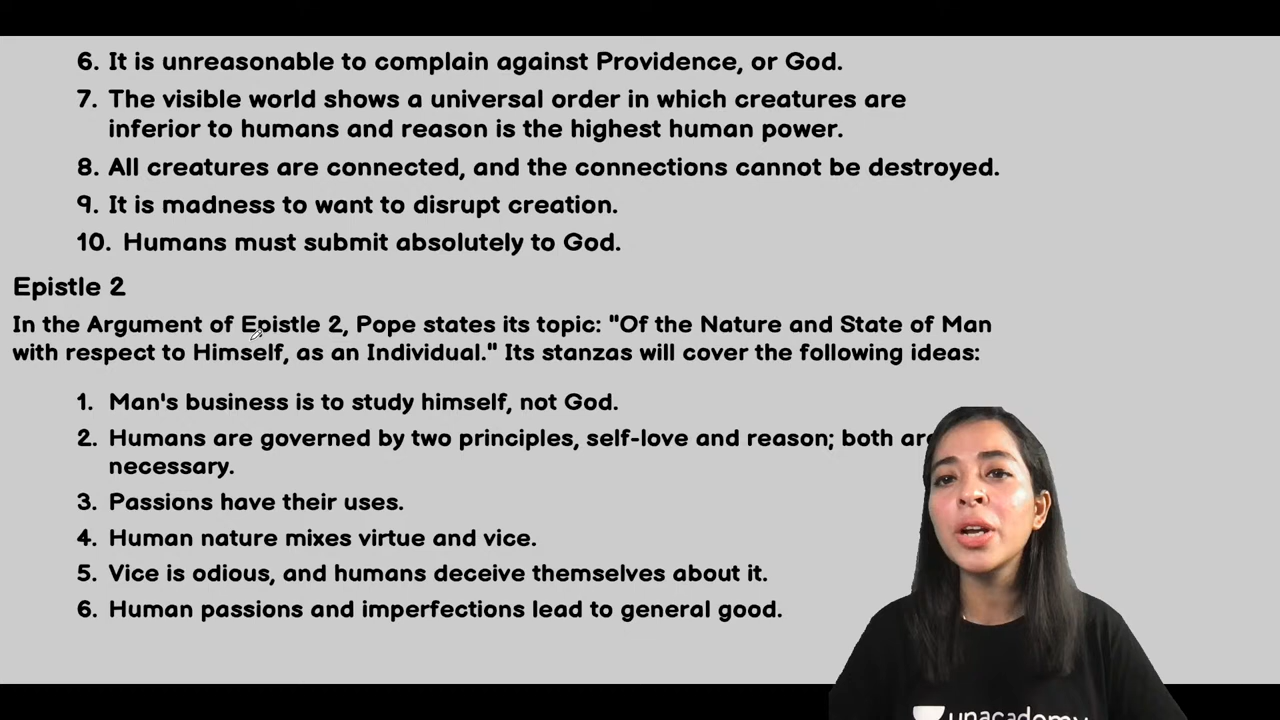 6. It is unreasonable to complain against Providence, or God.
7. The visible world shows a universal order in which creatures are
inferior to humans and reason is the highest human power.
8. All creatures are connected, and the connections cannot be destroyed.
9. It is madness to want to disrupt creation.
10. Humans must submit absolutely to God.
Epistle 2
In the Argument of Epistle 2, Pope states its topic: "Of the Nature and State of Man
with respect to Himself, as an Individual." Its stanzas will cover the following ideas:
1. Man's business is to study himself, not God.
2. Humans are governed by two principles, self-love and reason; both are
necessary.
3. Passions have their uses.
4. Human nature mixes virtue and vice.
5. Vice is odious, and humans deceive themselves about it.
6. Human passions and imperfections lead to general good.
unacademy